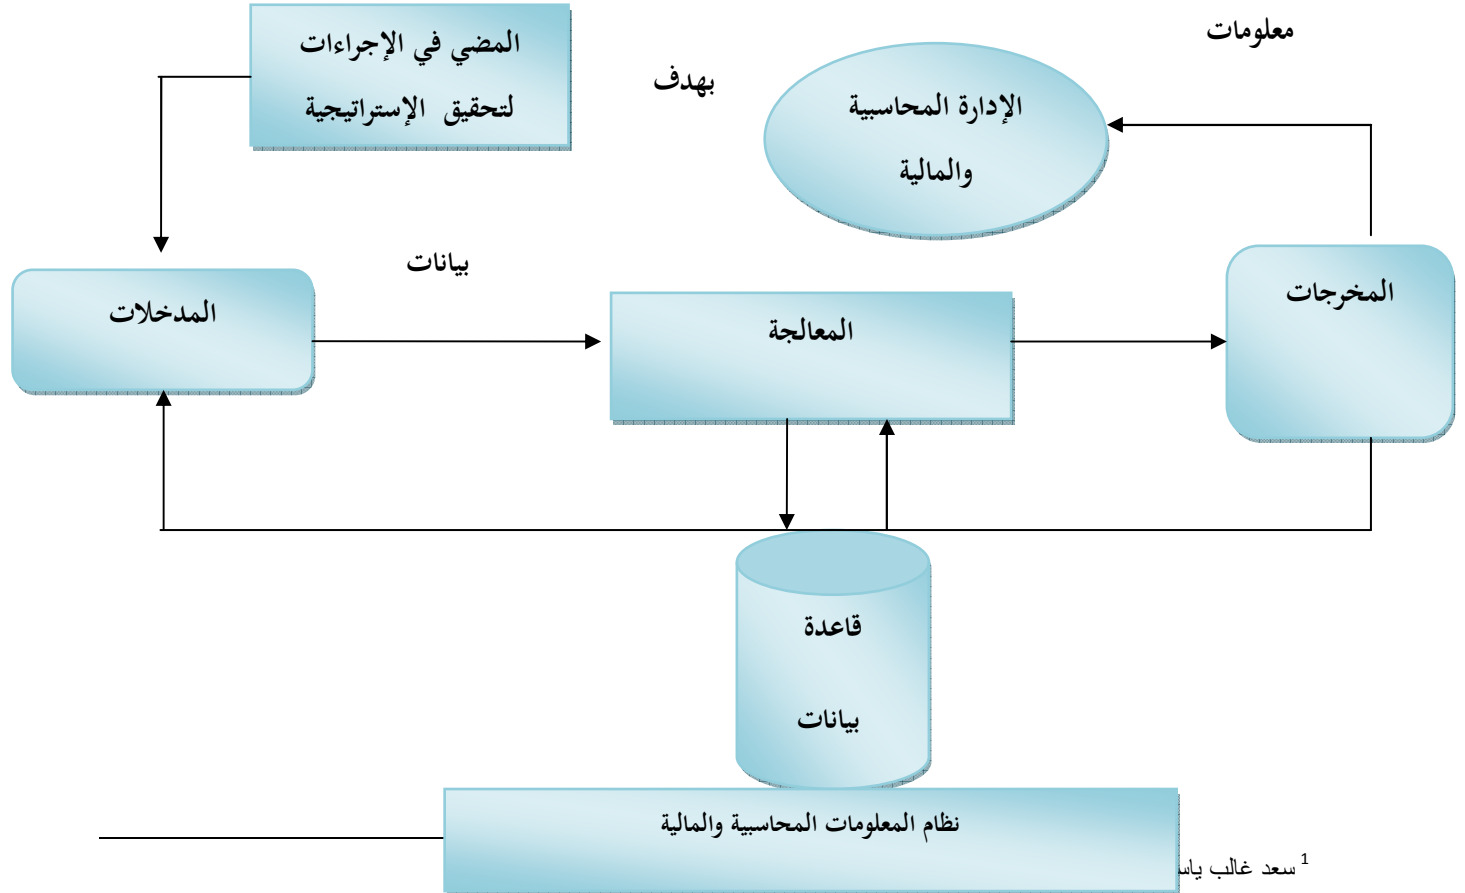 معلومات
المضي في الإجراءات
لتحقيق الإستراتيجية
بهدف
الإدارة المحاسبية
والمالية
بيانات
المخرجات
المعالجة
المدخلات
قاعدة
بيانات
نظام المعلومات المحاسبية والمالية
1 سعد غالب